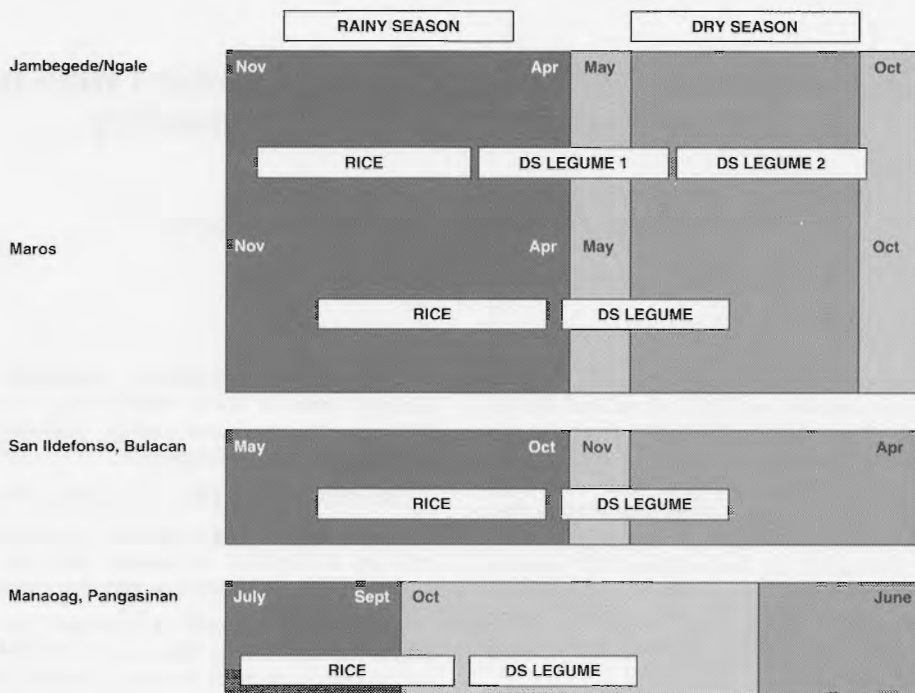 RAINY SEASON DRY SEASON
Jambegede/Ngale Nov Apr May Oct
RICE DS LEGUME 1 DS LEGUME 2
Maros Nov Apr May Oct
RICE DS LEGUME
San Ildefonso, Bulacan May Oct Nov Apr
RICE DS LEGUME
Manaoag, Pangasinan July Sept Oct June
RICE DS LEGUME